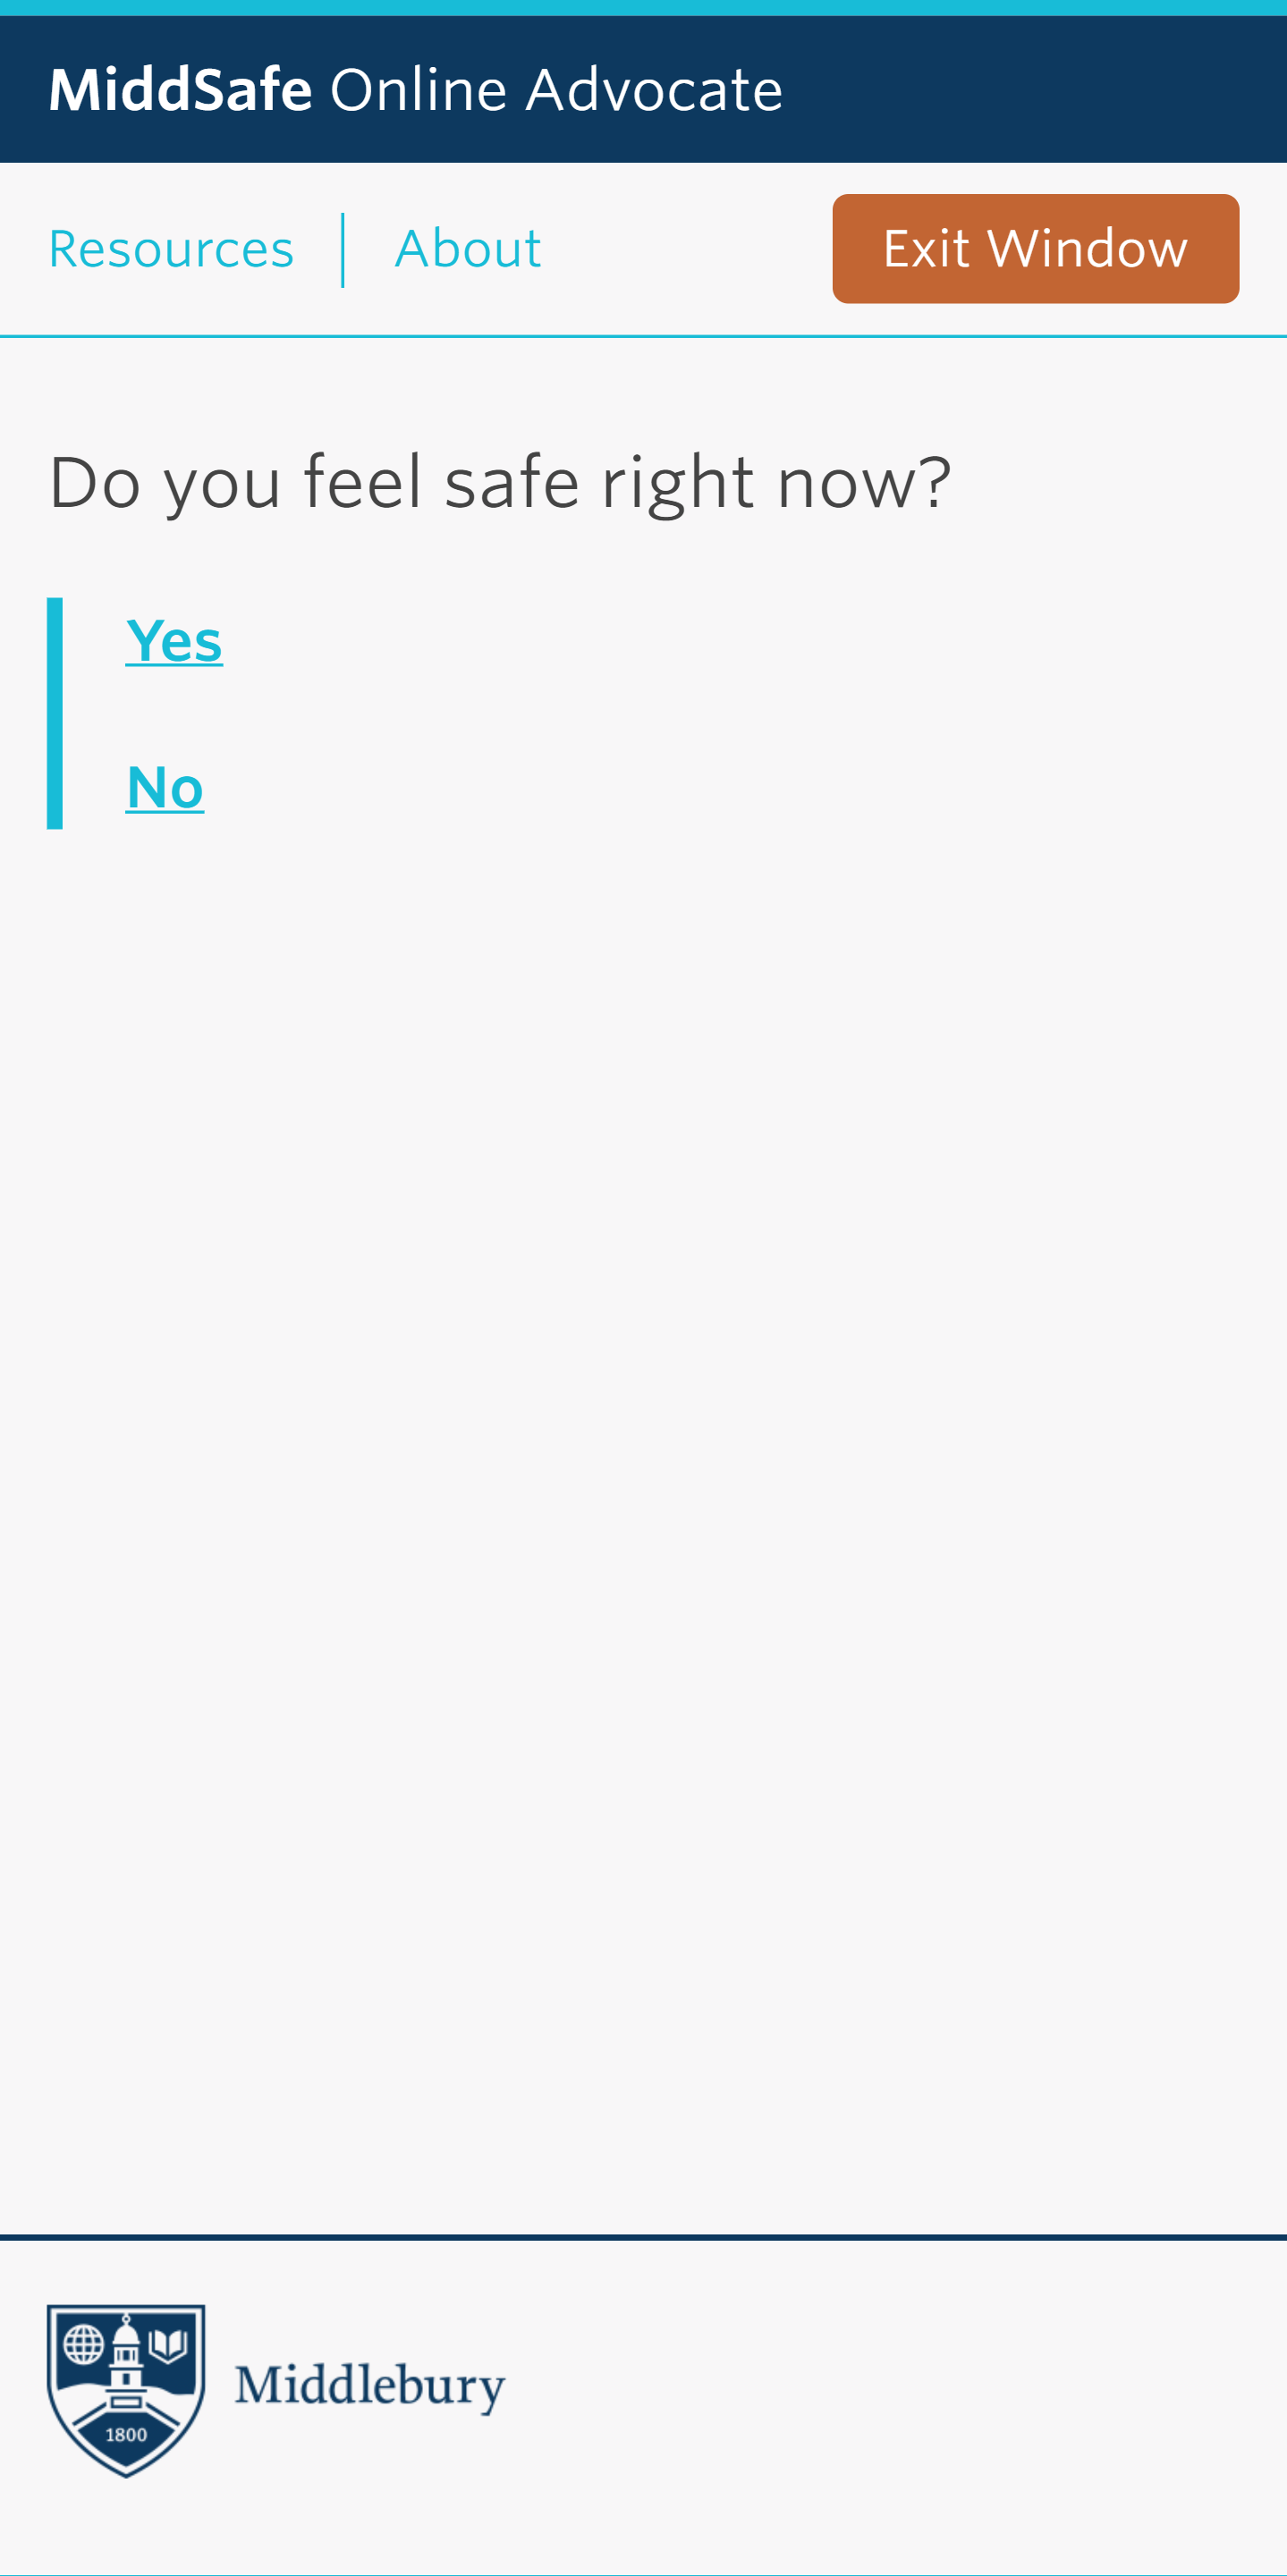 MiddSafe Online Advocate
Resources About Exit Window
Do you feel safe right now?
Yes
No
1800
Middlebury